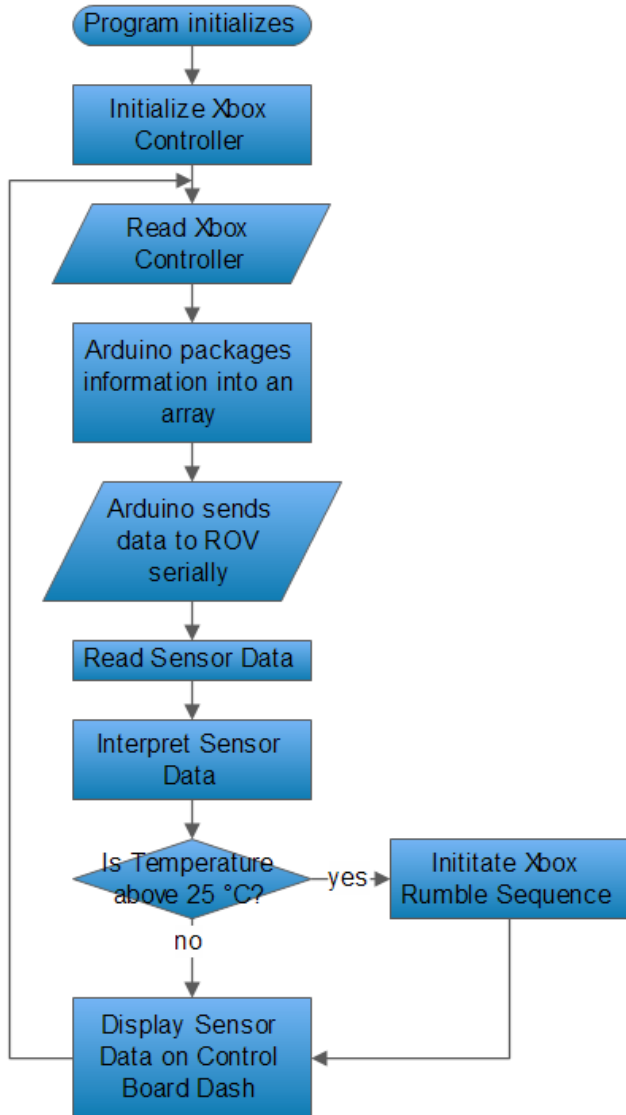 Program initializes
Initialize Xbox
Controller
Read Xbox
Controller
Arduino packages
information into an
array
Arduino sends
data to ROV
serially
Read Sensor Data
Interpret Sensor
Data
Is Temperature
above 25 °C?
yes
Inititate Xbox
Rumble Sequence
no
Display Sensor
Data on Control
Board Dash